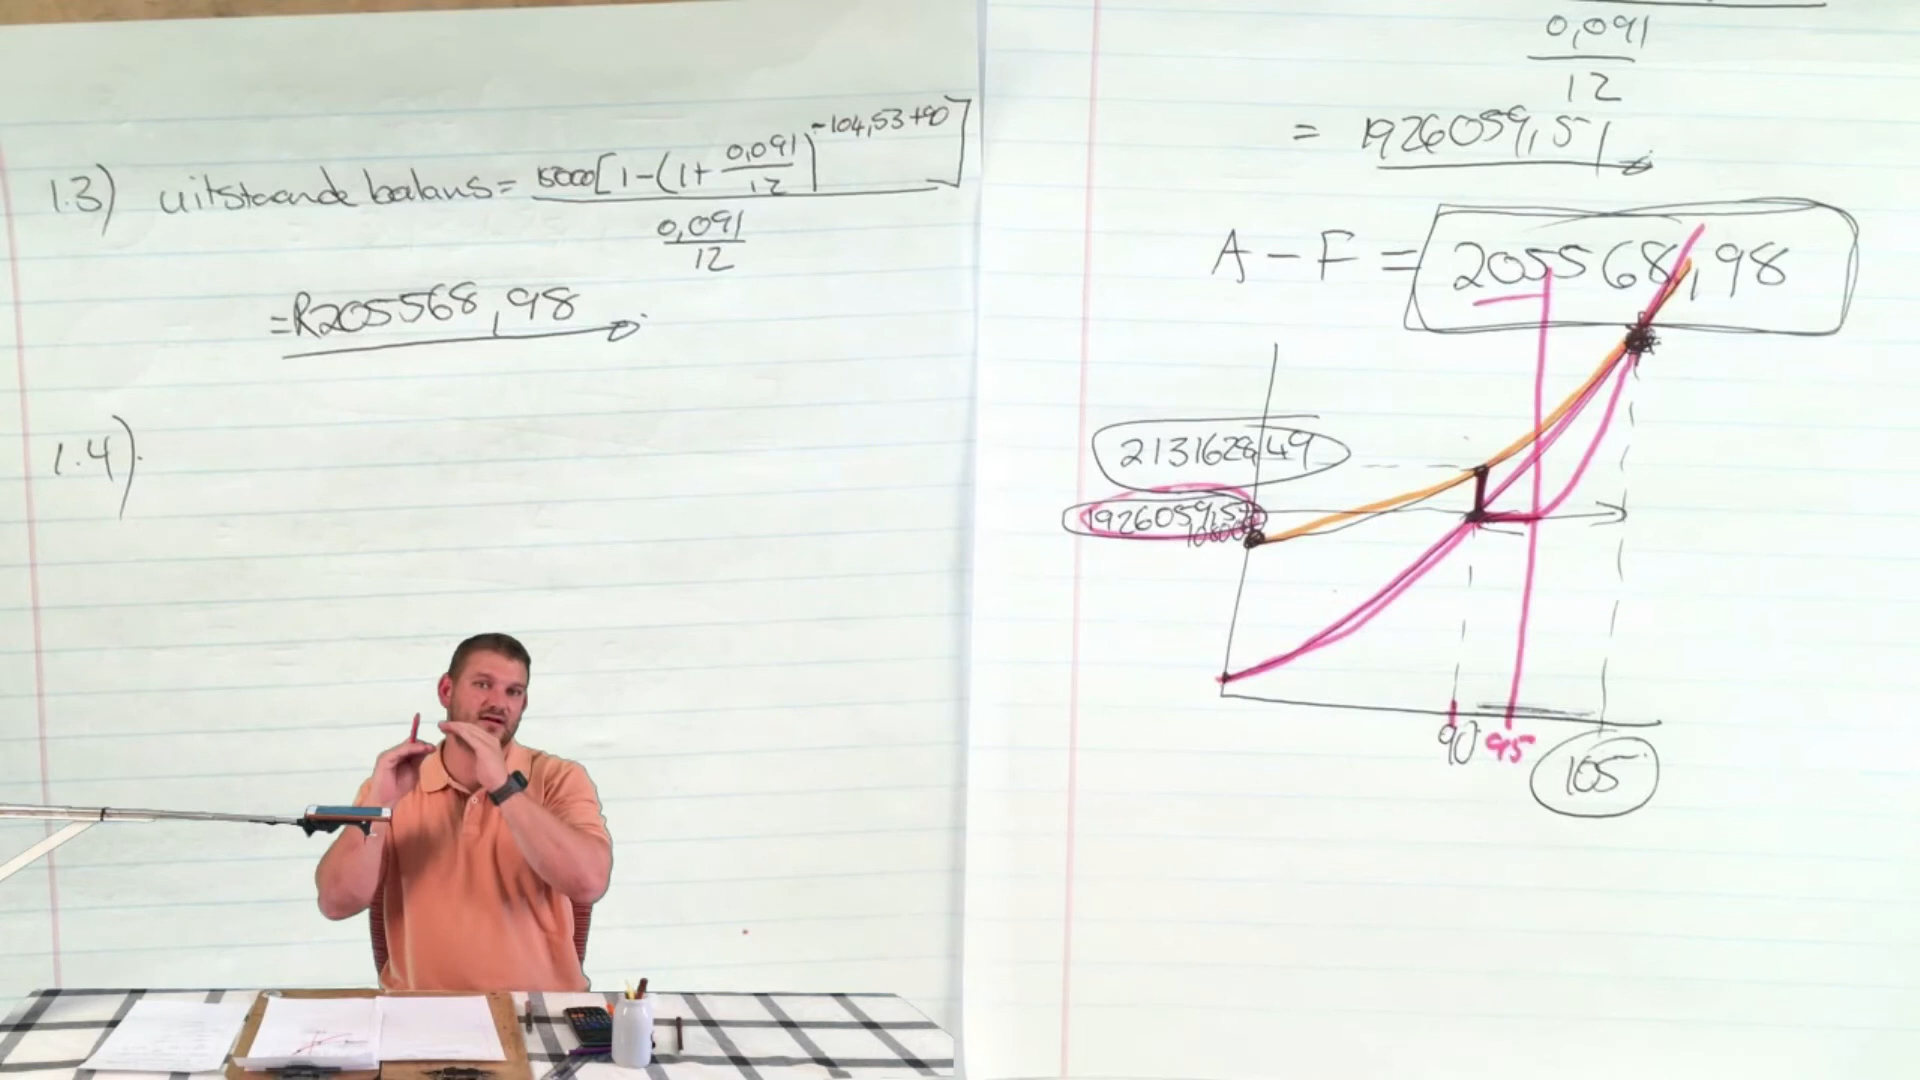 1.3) uitstaande balans = 15000[1-(1+ 0,091/12)^-104,53+90] / 0,091/12
=R205568,98
1.4).
0,091
12
= 1926059,51
A - F = 205568,98
2131628,49
1926059,51
90 95
105